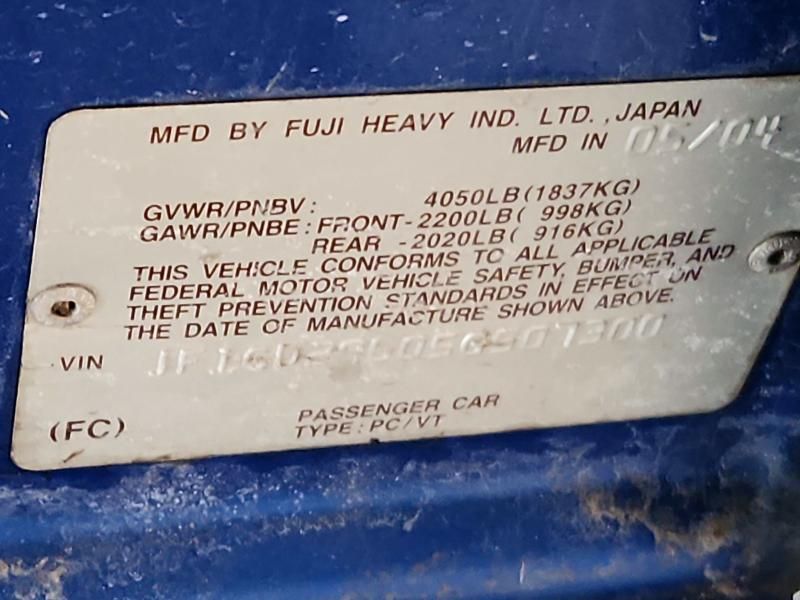 MFD BY FUJI HEAVY IND. LTD., JAPAN
MFD IN 05/04
GVWR/PNBV: 4050LB(1837KG)
GAWR/PNBE: FRONT-2200LB( 998KG)
REAR -2020LB( 916KG)
THIS VEHICLE CONFORMS TO ALL APPLICABLE
FEDERAL MOTOR VEHICLE SAFETY, BUMPER, AND
THEFT PREVENTION STANDARDS IN EFFECT ON
THE DATE OF MANUFACTURE SHOWN ABOVE.
VIN
(FC)
PASSENGER CAR
TYPE: PC/VT